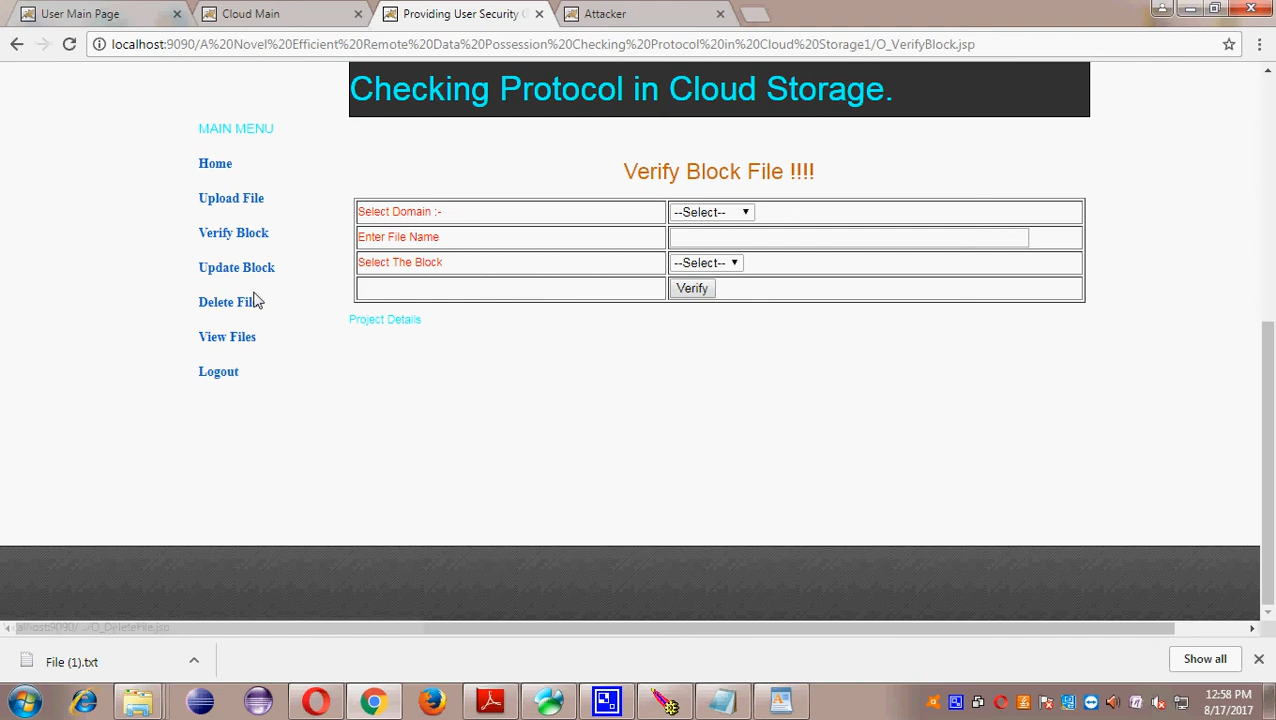 User Main Page
Cloud Main
Providing User Security
Attacker
localhost:9090/A%20Novel%20Efficient%20Remote%20Data%20Possession%20Checking%20Protocol%20in%20Cloud%20Storage1/O_VerifyBlock.jsp
Checking Protocol in Cloud Storage.
MAIN MENU
Home
Upload File
Verify Block
Update Block
Delete File
View Files
Logout
Verify Block File !!!!
Select Domain :-
--Select--
Enter File Name
Select The Block
--Select--
Verify
Project Details
File (1).txt
Show all
12:58 PM
8/17/2017